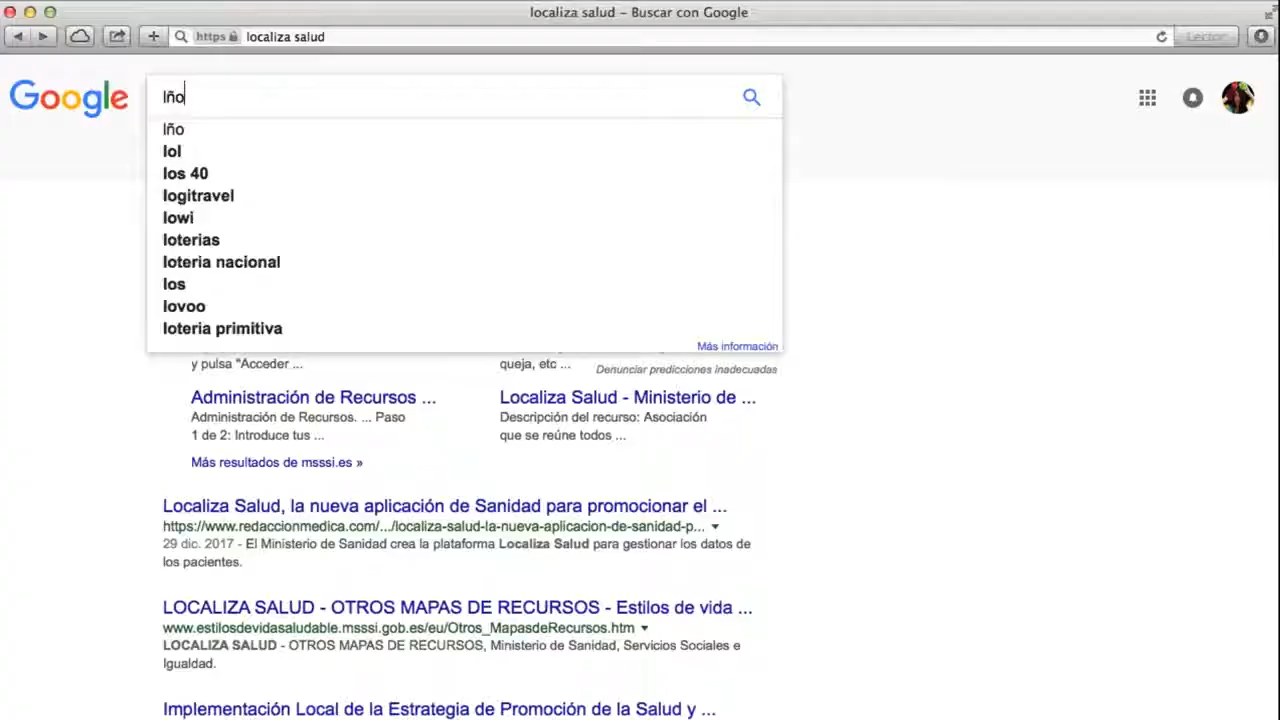 localiza salud – Buscar con Google
https localiza salud
Lector
Google
lño
lño
lol
los 40
logitravel
lowi
loterias
loteria nacional
los
lovoo
loteria primitiva
Más información
y pulsa "Acceder ...
queja, etc ...
Denunciar predicciones inadecuadas
Administración de Recursos ...
Administración de Recursos. ... Paso
1 de 2: Introduce tus ...
Localiza Salud - Ministerio de ...
Descripción del recurso: Asociación
que se reúne todos ...
Más resultados de msssi.es »
Localiza Salud, la nueva aplicación de Sanidad para promocionar el ...
https://www.redaccionmedica.com/.../localiza-salud-la-nueva-aplicacion-de-sanidad-p...
29 dic. 2017 - El Ministerio de Sanidad crea la plataforma Localiza Salud para gestionar los datos de
los pacientes.
LOCALIZA SALUD - OTROS MAPAS DE RECURSOS - Estilos de vida ...
www.estilosdevidasaludable.msssi.gob.es/eu/Otros_MapasdeRecursos.htm
LOCALIZA SALUD - OTROS MAPAS DE RECURSOS, Ministerio de Sanidad, Servicios Sociales e
Igualdad.
Implementación Local de la Estrategia de Promoción de la Salud y ...